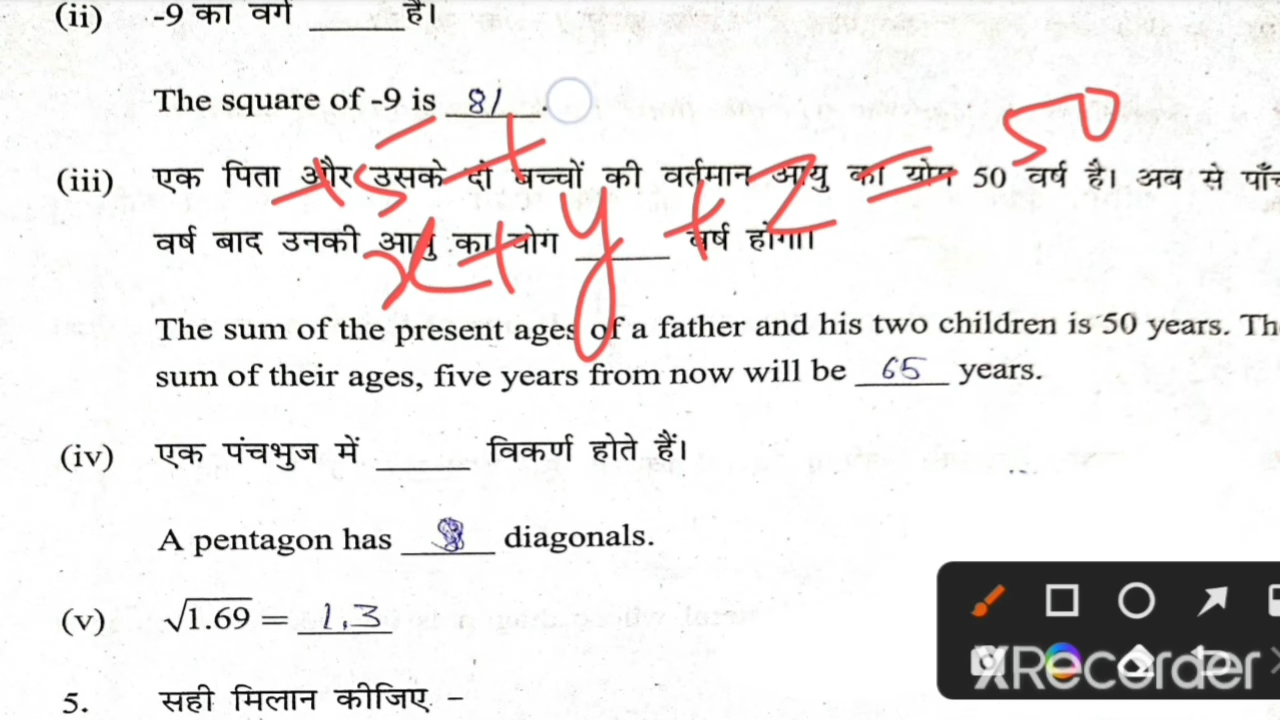 (ii) -9 का वर्ग ______ है।
The square of -9 is 81
50
+15 = +
(iii) एक पिता और उसके दो बच्चों की वर्तमान आयु का योग 50 वर्ष है। अब से पाँच
x + y + z =
वर्ष बाद उनकी आयु का योग ______ वर्ष होगा।
The sum of the present ages of a father and his two children is 50 years. The
sum of their ages, five years from now will be 65 years.
(iv) एक पंचभुज में ______ विकर्ण होते हैं।
A pentagon has ______ diagonals.
(v) √1.69 = 1.3
XRecorder
5. सही मिलान कीजिए –